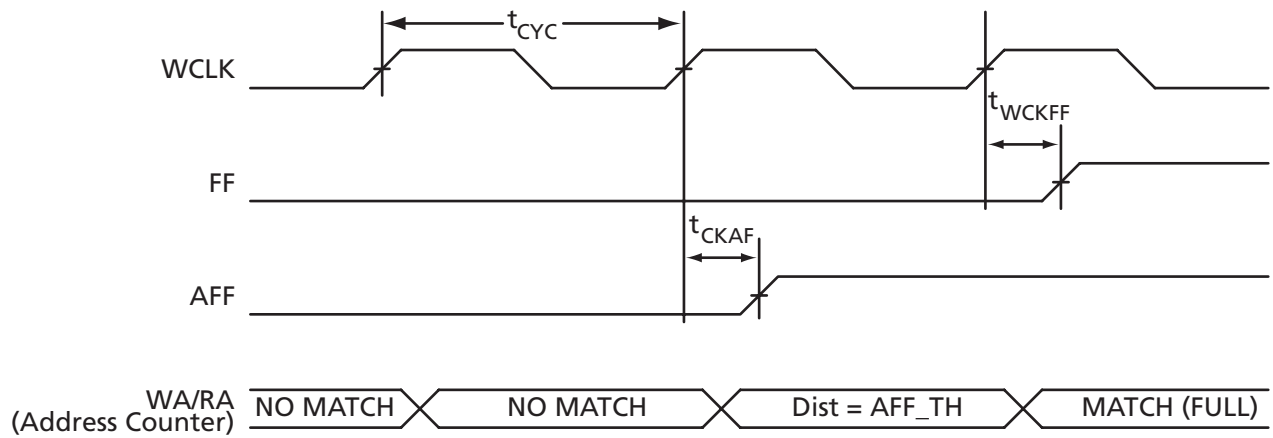 tCYC
WCLK
tWCKFF
FF
tCKAF
AFF
WA/RA
(Address Counter)
NO MATCH
NO MATCH
Dist = AFF_TH
MATCH (FULL)